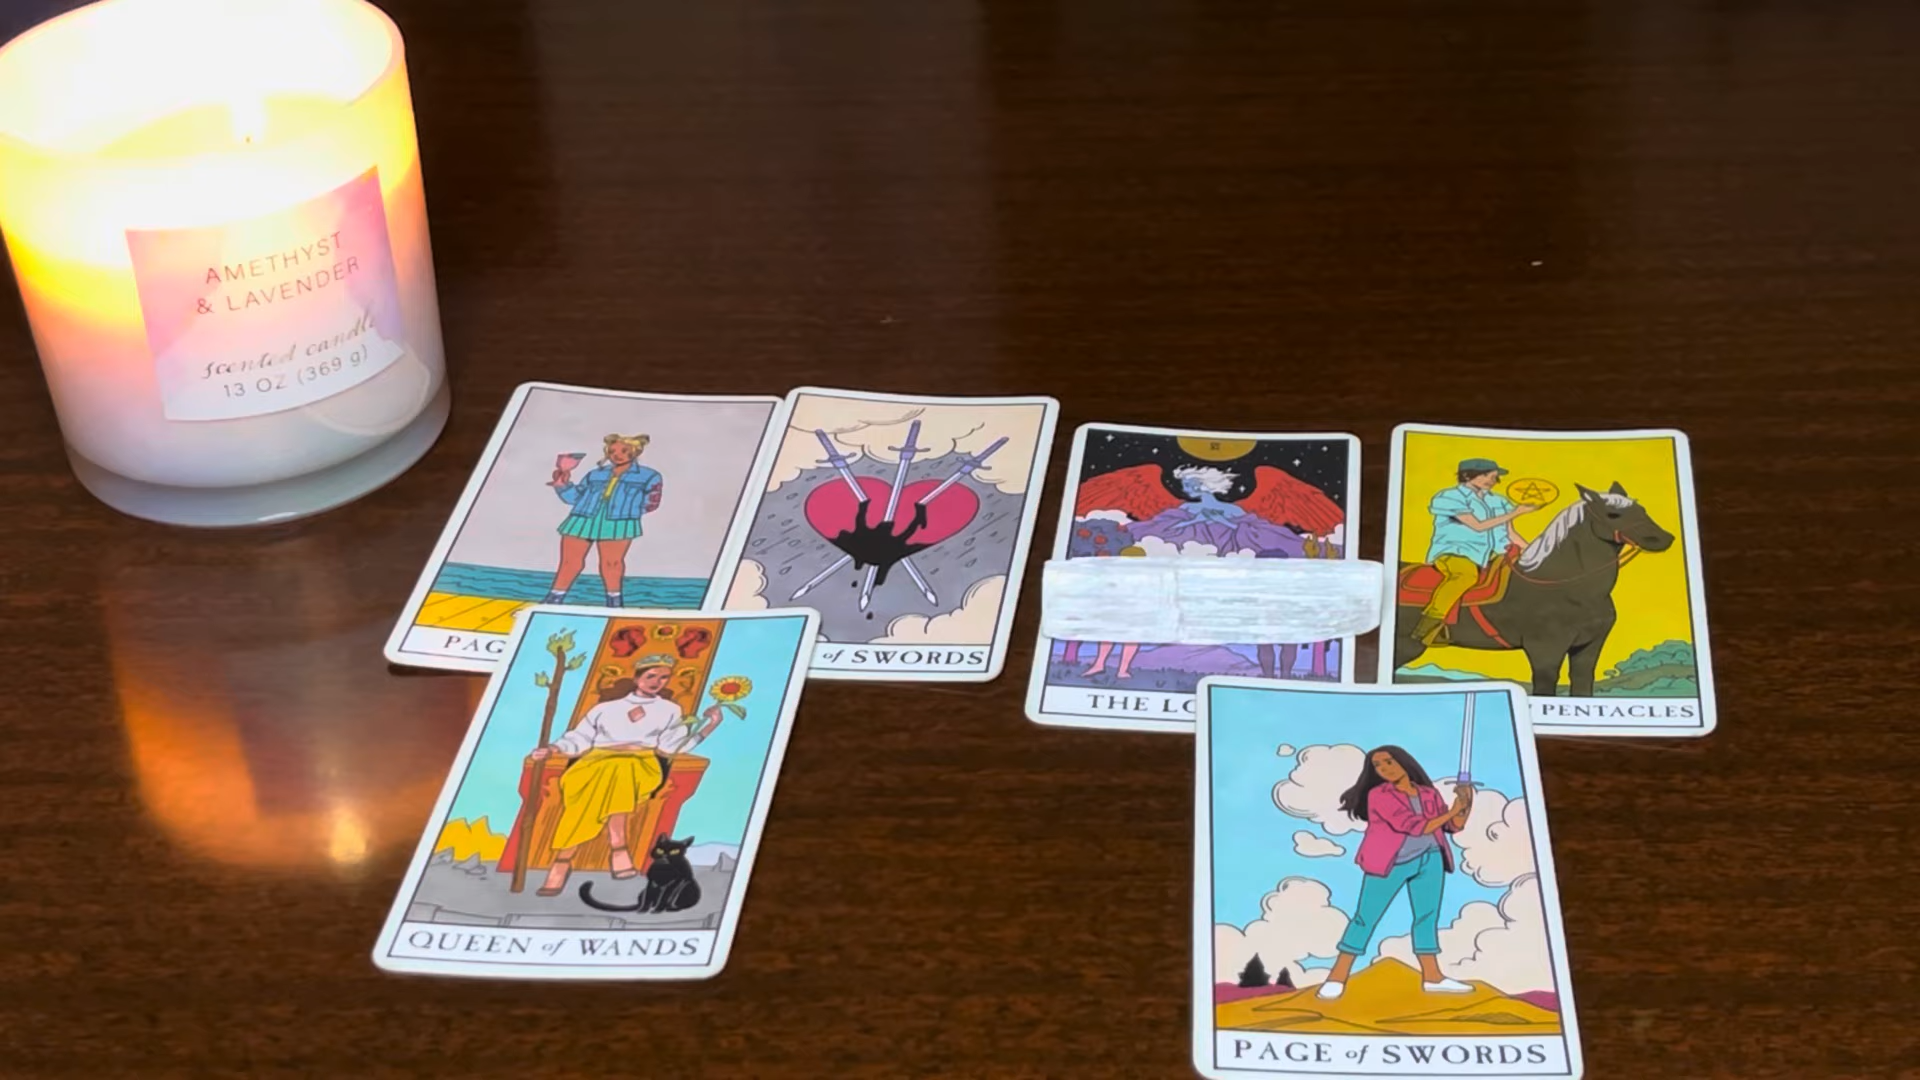 AMETHYST
& LAVENDER
scented candle
13 OZ (369 g)
PAG
of SWORDS
THE LO
PENTACLES
QUEEN of WANDS
PAGE of SWORDS